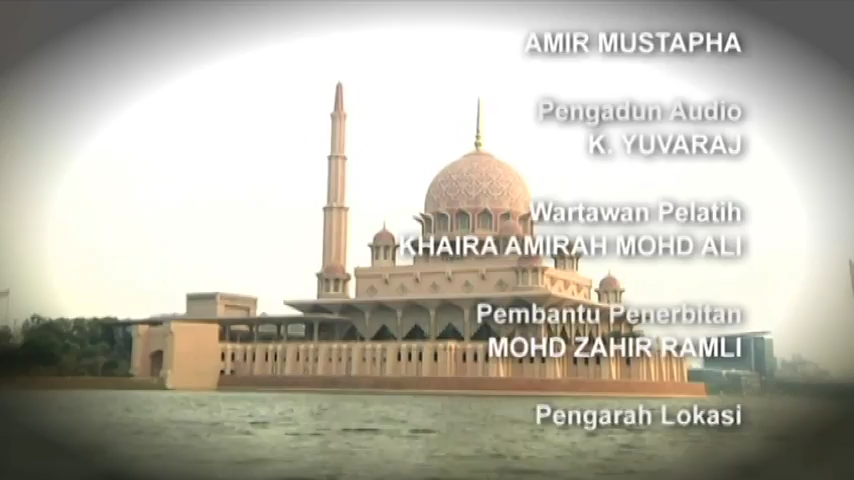 AMIR MUSTAPHA
Pengadun Audio
K. YUVARAJ
Wartawan Pelatih
KHAIRA AMIRAH MOHD ALI
Pembantu Penerbitan
MOHD ZAHIR RAMLI
Pengarah Lokasi